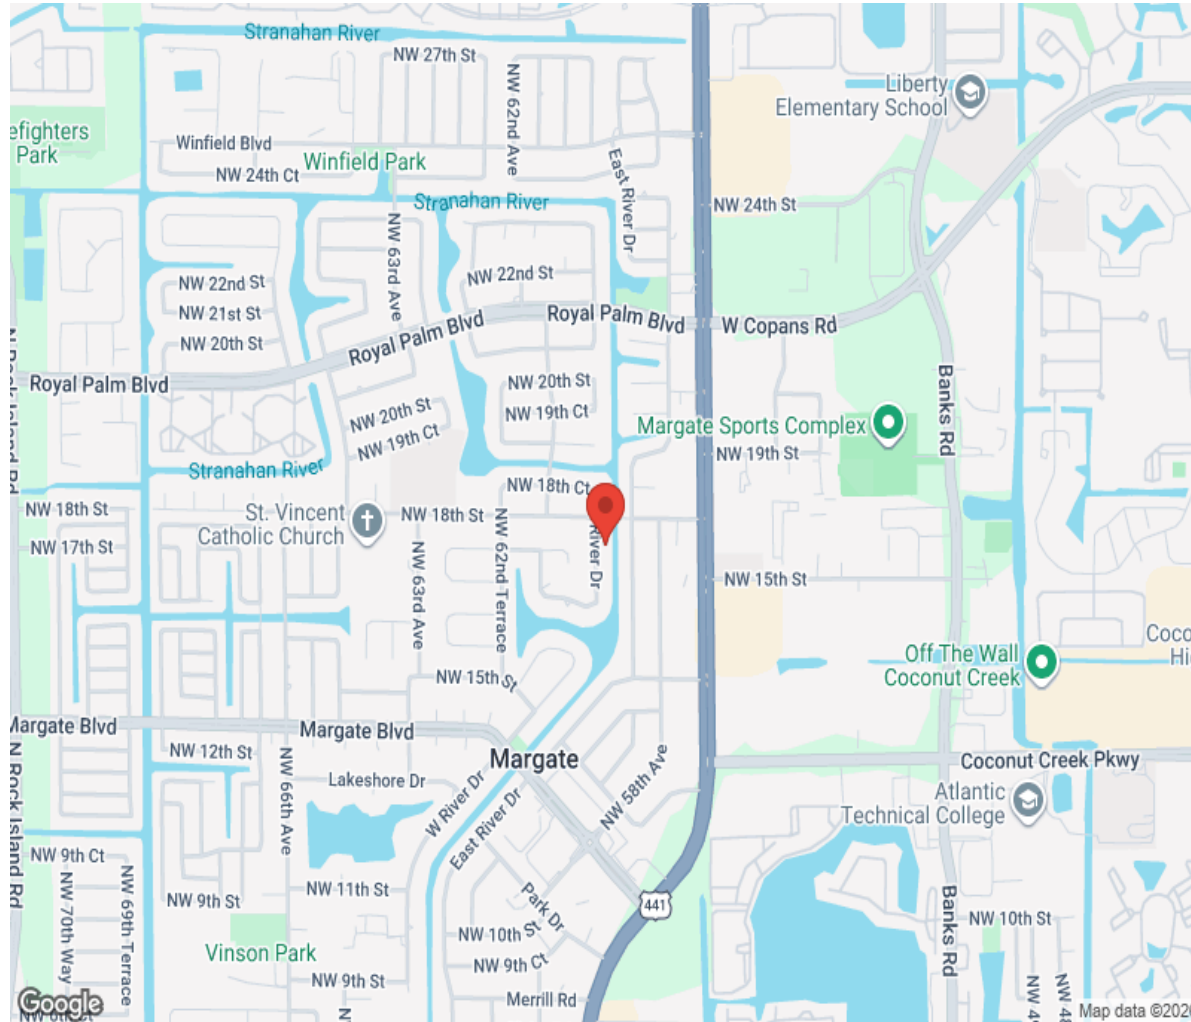 Stranahan River
NW 27th St
NW 62nd Ave
Liberty
Elementary School
efighters
Park
Winfield Blvd
Winfield Park
NW 24th Ct
East River Dr
Stranahan River
NW 24th St
NW 63rd Ave
NW 22nd St
NW 22nd St
NW 21st St
NW 20th St
Royal Palm Blvd
Royal Palm Blvd
W Copans Rd
Royal Palm Blvd
N Rock Island Rd
NW 20th St
NW 19th Ct
NW 20th St
NW 19th Ct
Banks Rd
Margate Sports Complex
NW 19th St
Stranahan River
NW 18th Ct
NW 18th St
NW 17th St
St. Vincent
Catholic Church
NW 18th St
NW 62nd Terrace
River Dr
NW 63rd Ave
NW 15th St
Off The Wall
Coconut Creek
Coco
Hi
NW 15th St
Margate Blvd
Margate Blvd
NW 12th St
NW 66th Ave
Lakeshore Dr
Margate
W River Dr
East River Dr
NW 58th Ave
Coconut Creek Pkwy
Atlantic
Technical College
N Rock Island Rd
NW 9th Ct
NW 70th Way
NW 69th Terrace
NW 9th St
NW 11th St
Park Dr
441
Banks Rd
NW 10th St
NW 10th St
NW 9th Ct
Vinson Park
NW 9th St
Merrill Rd
Google
Map data ©202